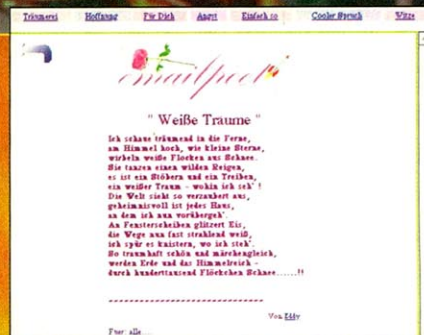 Träumerei Hoffnung Für Dich Angst Einfach so Cooler Spruch Witze
emailpoet
" Weiße Träume "
Ich schaue träumend in die Ferne,
am Himmel hoch, wie kleine Sterne,
wirbeln weiße Flocken aus Schnee.
Sie tanzen einen wilden Reigen,
es ist ein Stöbern und ein Treiben,
ein weißer Traum - wohin ich seh' !
Die Welt sieht so verzaubert aus,
geheimnisvoll ist jedes Haus,
an dem ich nun vorübergeh'.
An Fensterscheiben glitzert Eis,
die Wege nun fast strahlend weiß,
ich spür es knistern, wo ich steh'.
So traumhaft schön und märchengleich,
werden Erde und das Himmelreich -
durch hunderttausend Flöckchen Schnee......!!
-------------------------------
Von Eddy
Fuer: alle....